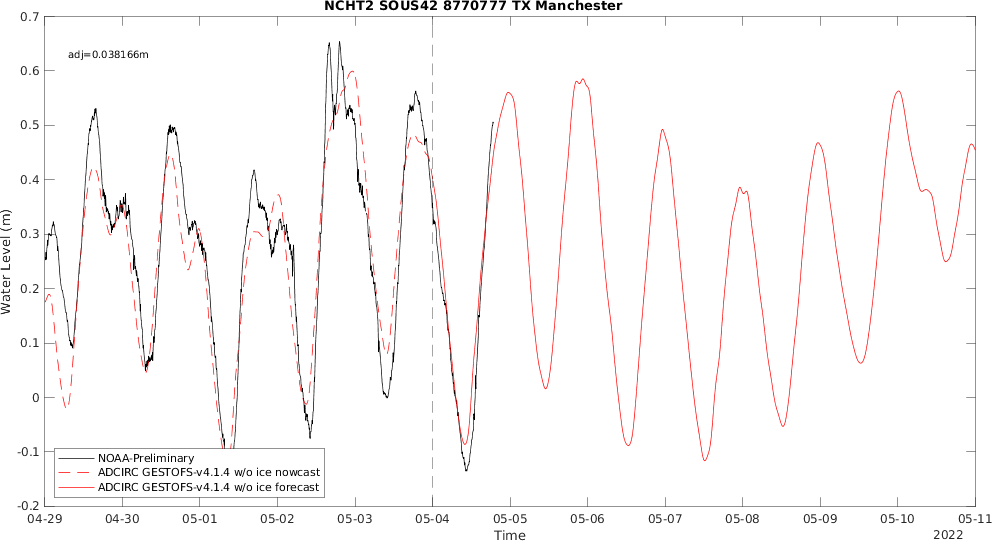 NCHT2 SOUS42 8770777 TX Manchester
0.7
adj=0.038166m
0.6
0.5
0.4
0.3
0.2
0.1
0
-0.1
-0.2
Water Level (m)
NOAA-Preliminary
ADCIRC GESTOFS-v4.1.4 w/o ice nowcast
ADCIRC GESTOFS-v4.1.4 w/o ice forecast
04-29 04-30 05-01 05-02 05-03 05-04 05-05 05-06 05-07 05-08 05-09 05-10 05-11
Time
2022